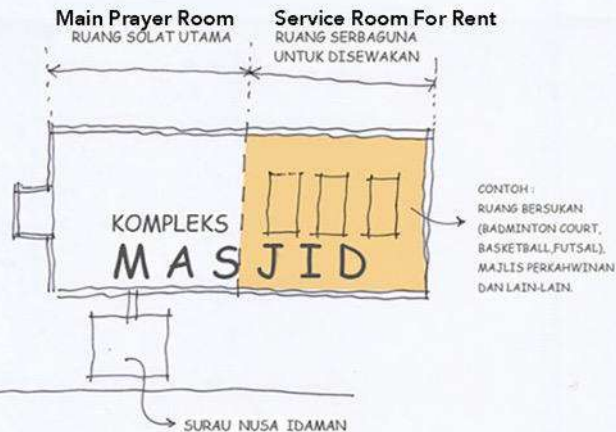 Main Prayer Room
RUANG SOLAT UTAMA
Service Room For Rent
RUANG SERBAGUNA
UNTUK DISEWAKAN
KOMPLEKS
MASJID
CONTOH :
RUANG BERSUKAN
(BADMINTON COURT,
BASKETBALL,FUTSAL),
MAJLIS PERKAHWINAN
DAN LAIN-LAIN.
SURAU NUSA IDAMAN